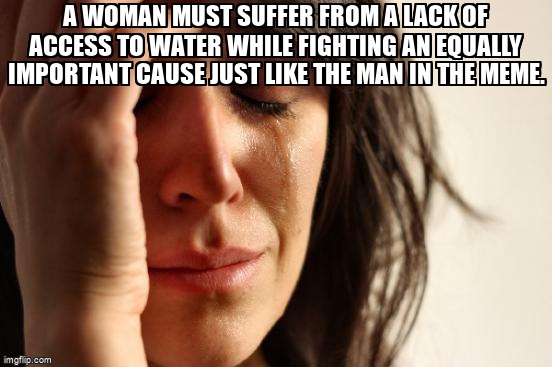 A WOMAN MUST SUFFER FROM A LACK OF
ACCESS TO WATER WHILE FIGHTING AN EQUALLY
IMPORTANT CAUSE JUST LIKE THE MAN IN THE MEME.
imgflip.com